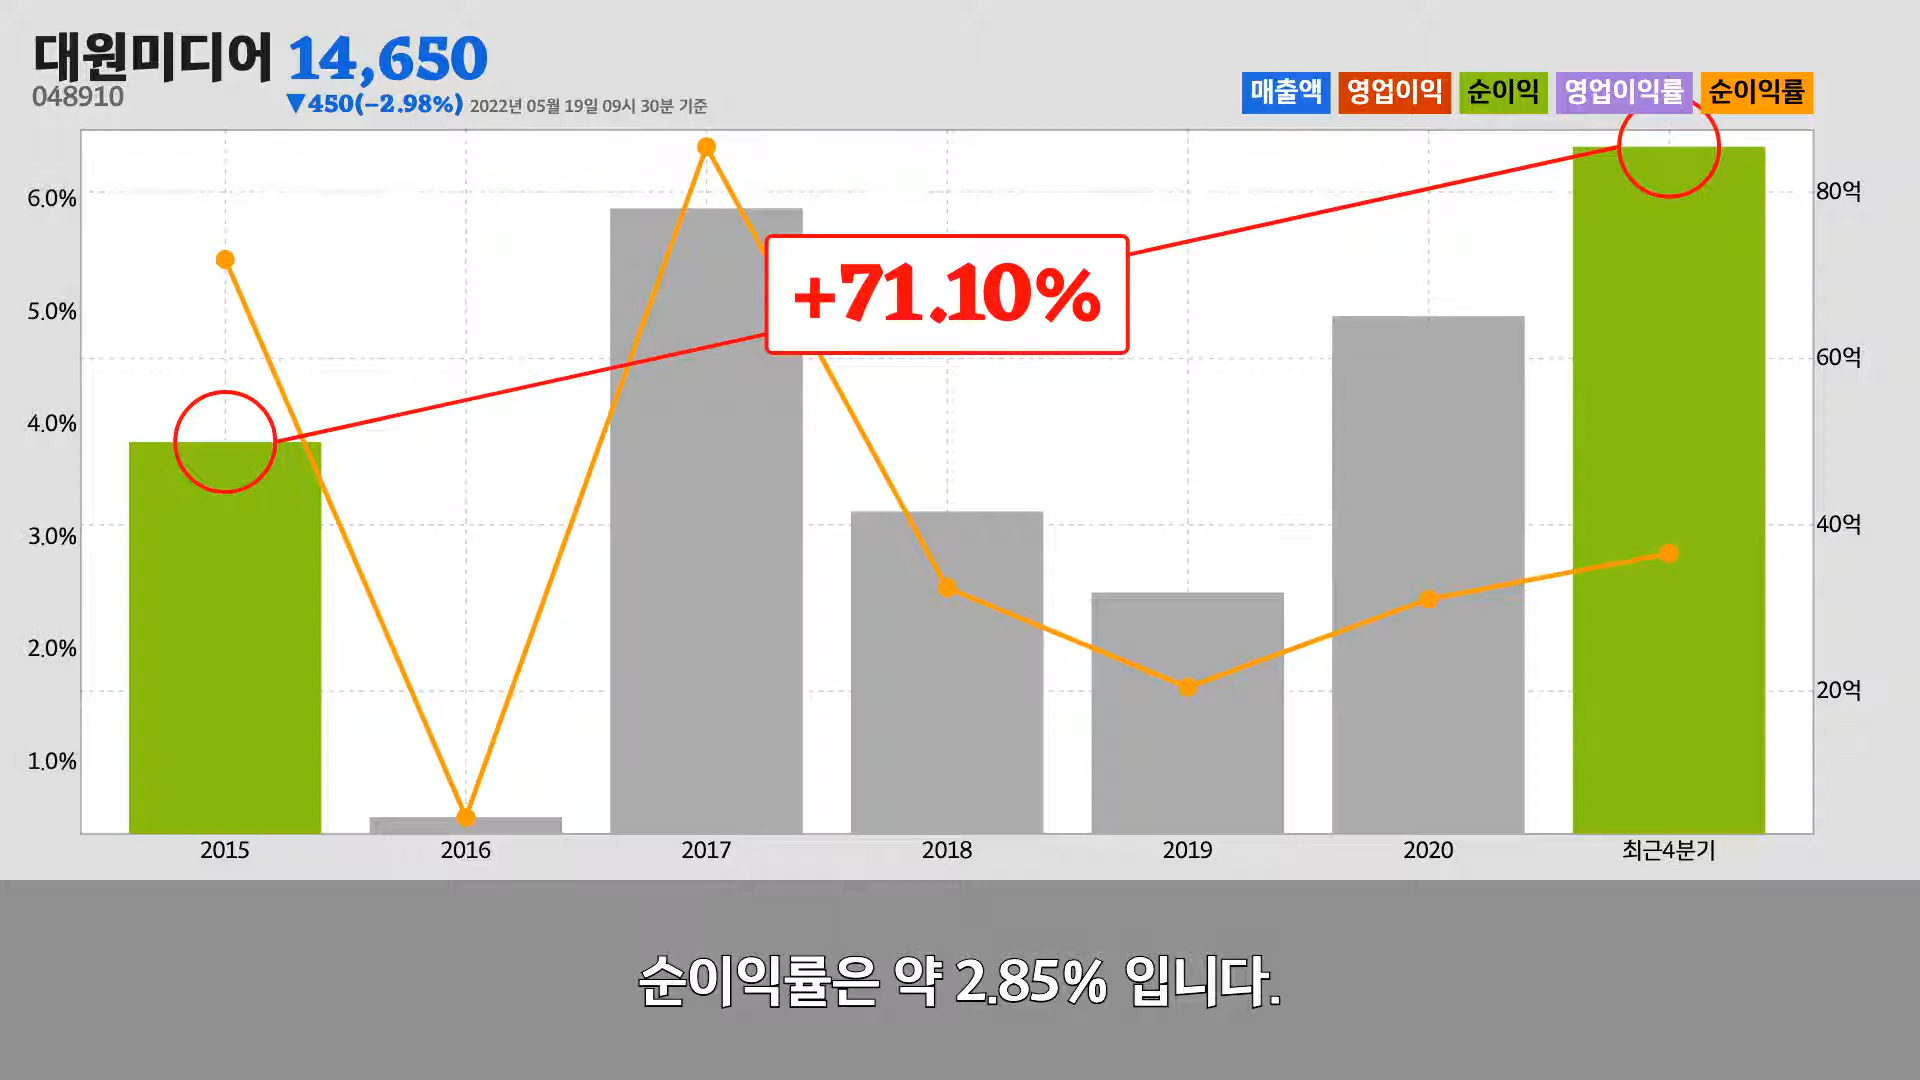 대원미디어 14,650
048910
▼450(−2.98%) 2022년 05월 19일 09시 30분 기준
매출액 영업이익 순이익 영업이익률 순이익률
6.0%
5.0%
4.0%
3.0%
2.0%
1.0%
+71.10%
80억
60억
40억
20억
2015 2016 2017 2018 2019 2020 최근4분기
순이익률은 약 2.85% 입니다.